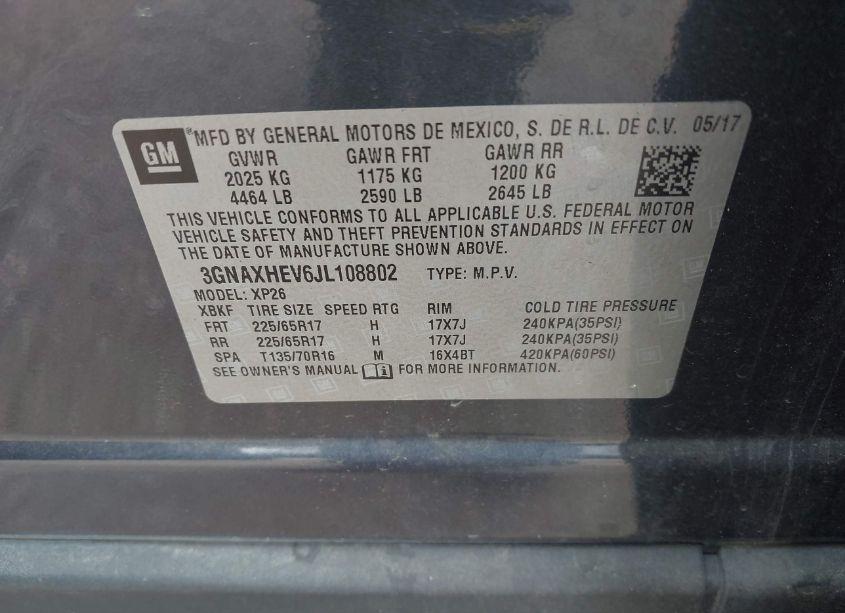 GM
®MFD BY GENERAL MOTORS DE MEXICO, S. DE R.L. DE C.V. 05/17
GVWR GAWR FRT GAWR RR
2025 KG 1175 KG 1200 KG
4464 LB 2590 LB 2645 LB
THIS VEHICLE CONFORMS TO ALL APPLICABLE U.S. FEDERAL MOTOR
VEHICLE SAFETY AND THEFT PREVENTION STANDARDS IN EFFECT ON
THE DATE OF MANUFACTURE SHOWN ABOVE.
3GNAXHEV6JL108802 TYPE: M.P.V.
MODEL: XP26
XBKF TIRE SIZE SPEED RTG RIM COLD TIRE PRESSURE
FRT 225/65R17 H 17X7J 240KPA(35PSI)
RR 225/65R17 H 17X7J 240KPA(35PSI)
SPA T135/70R16 M 16X4BT 420KPA(60PSI)
SEE OWNER'S MANUAL FOR MORE INFORMATION.